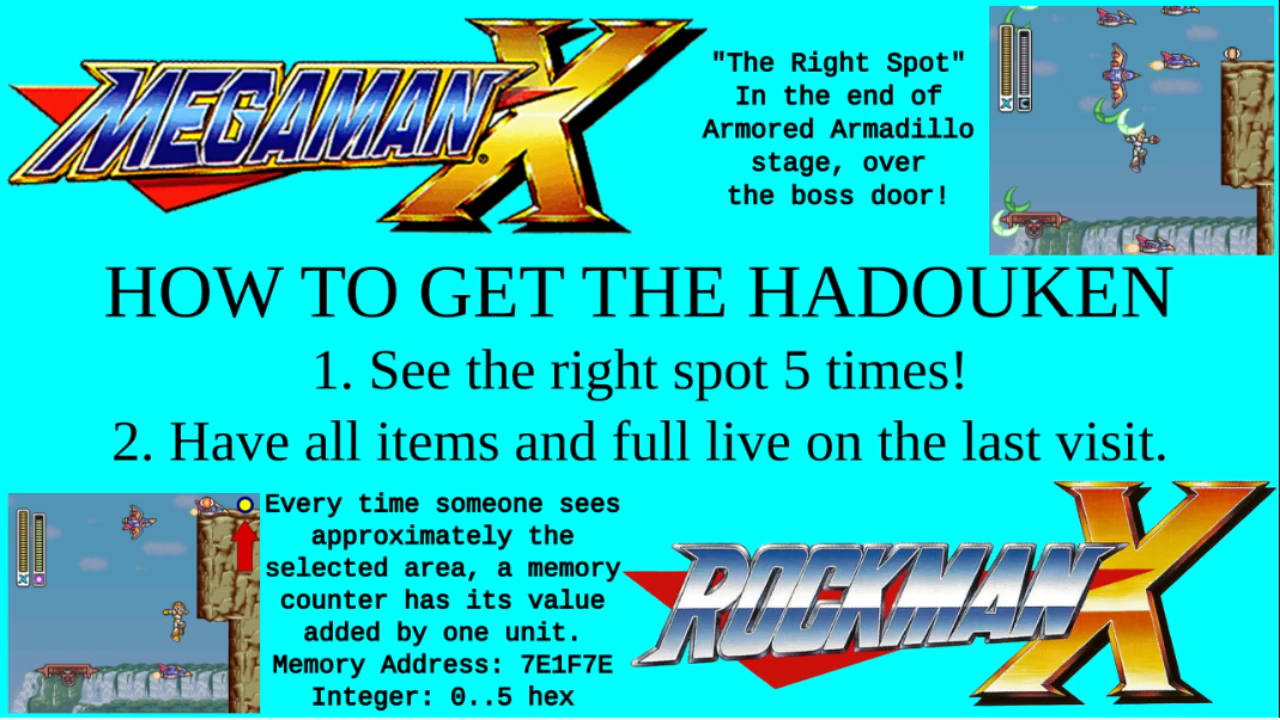 MEGAMAN X
"The Right Spot"
In the end of
Armored Armadillo
stage, over
the boss door!
HOW TO GET THE HADOUKEN
1. See the right spot 5 times!
2. Have all items and full live on the last visit.
Every time someone sees
approximately the
selected area, a memory
counter has its value
added by one unit.
Memory Address: 7E1F7E
Integer: 0..5 hex
ROCKMAN X